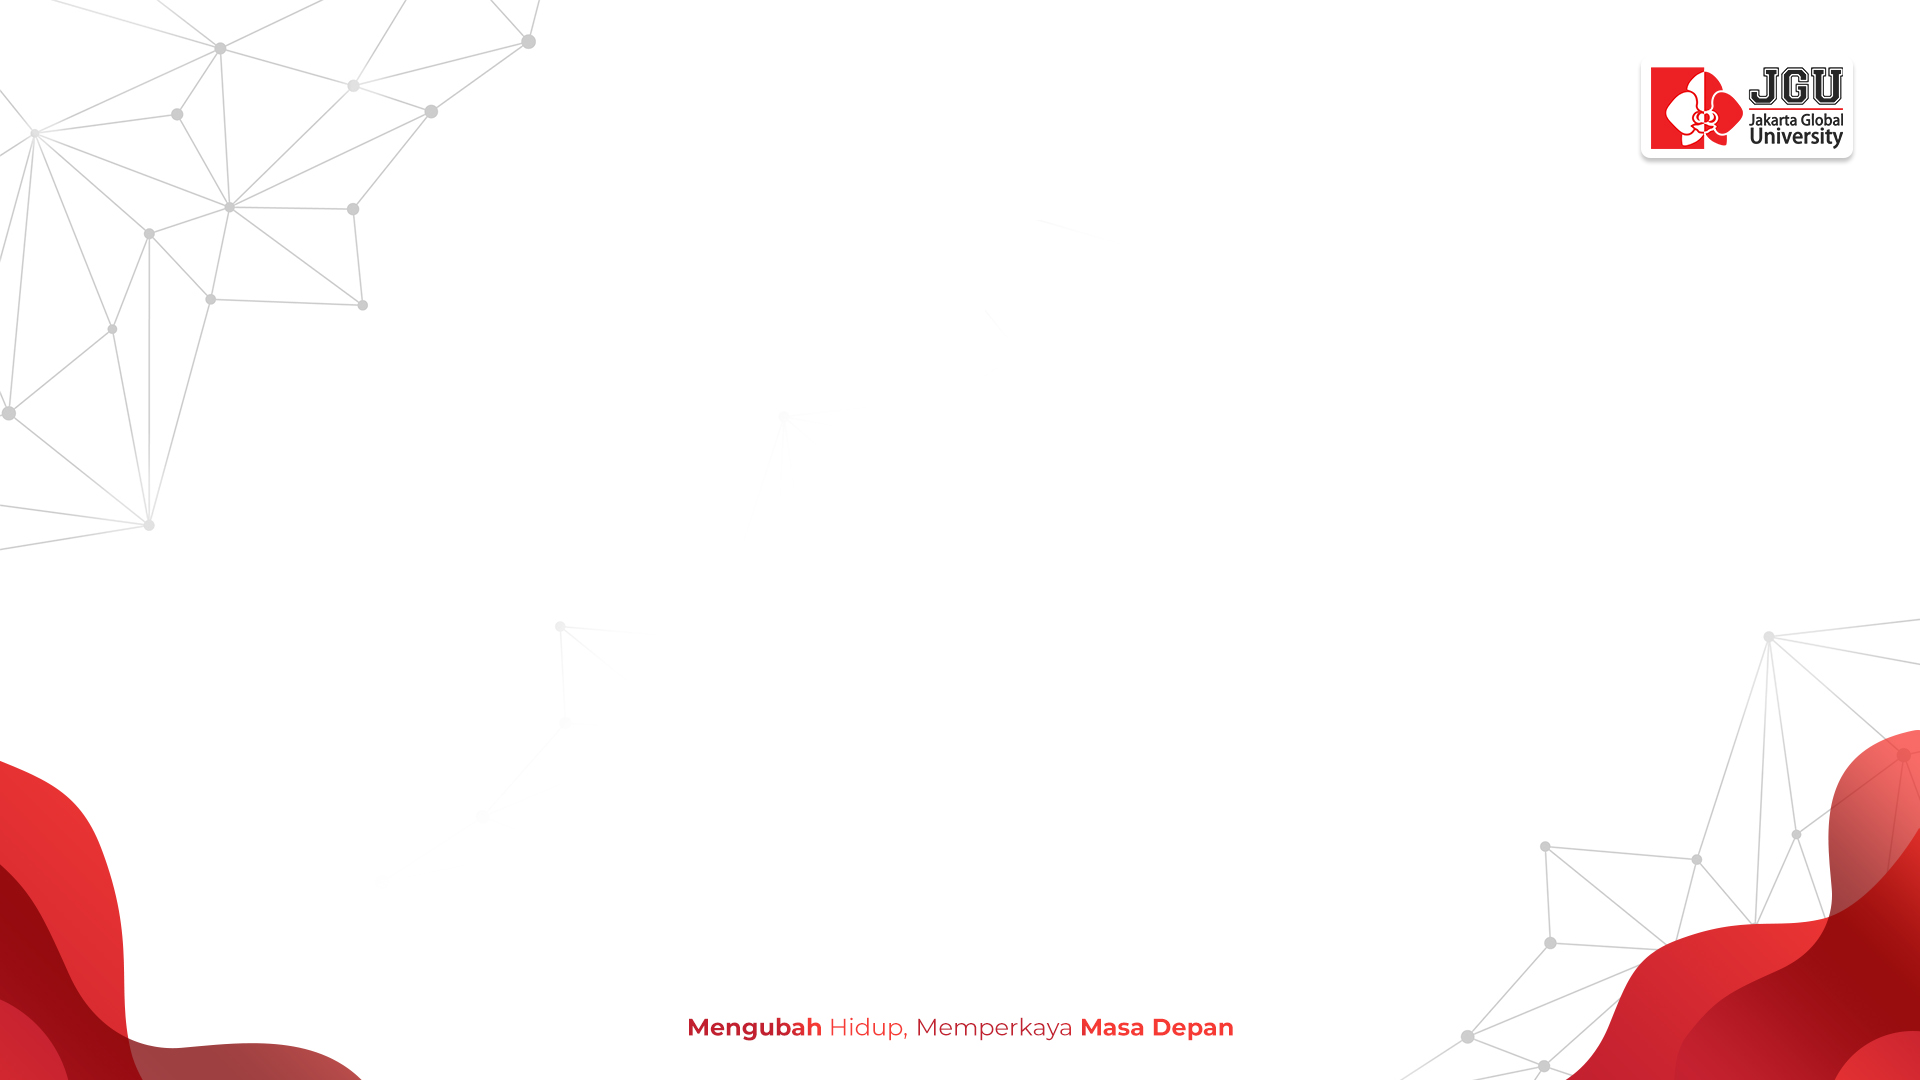 JGU
Jakarta Global
University
Mengubah Hidup, Memperkaya Masa Depan